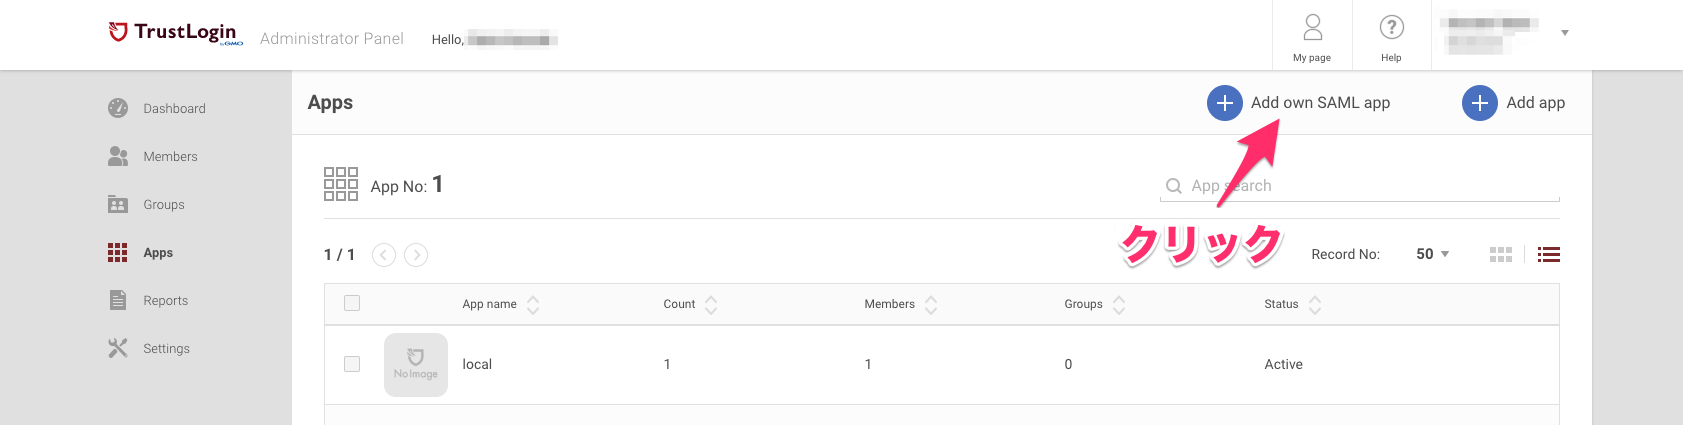 TrustLogin
by GMO
Administrator Panel
Hello,
My page
Help
Dashboard
Members
Groups
Apps
Reports
Settings
Apps
Add own SAML app
Add app
App No: 1
App search
クリック
1 / 1
Record No: 50
App name Count Members Groups Status
No Image
local 1 1 0 Active